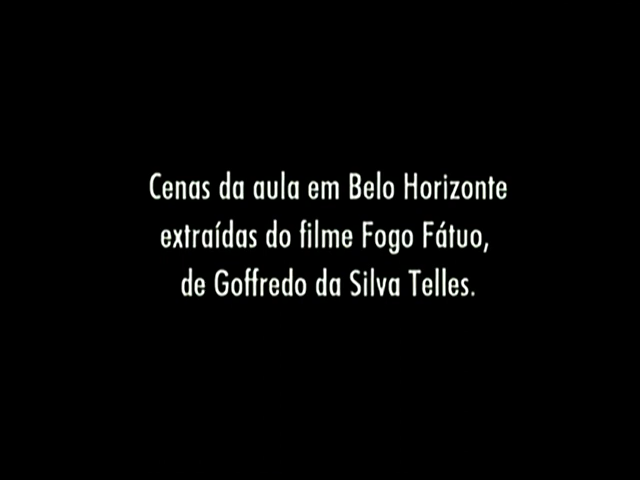 Cenas da aula em Belo Horizonte
extraídas do filme Fogo Fátuo,
de Goffredo da Silva Telles.